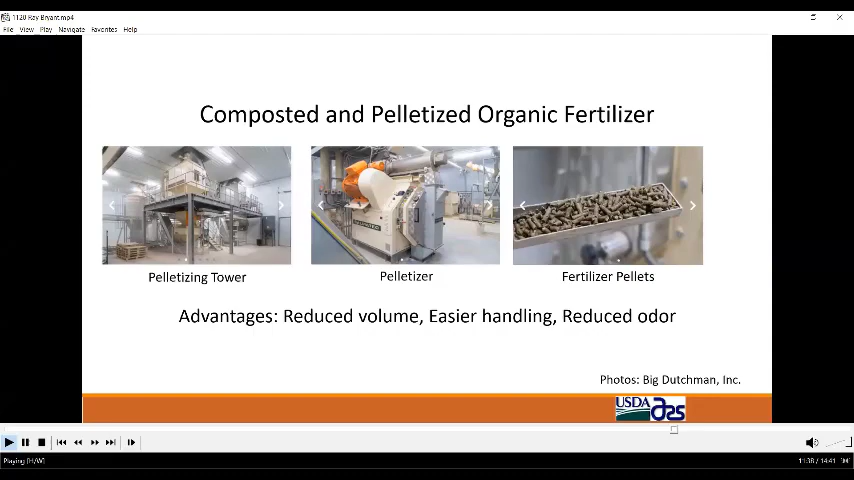 1120 Ray Bryant.mp4
File View Play Navigate Favorites Help
Composted and Pelletized Organic Fertilizer
Pelletizing Tower
Pelletizer
Fertilizer Pellets
Advantages: Reduced volume, Easier handling, Reduced odor
Photos: Big Dutchman, Inc.
USDA ars
Playing [H/W]
11:38 / 14:41